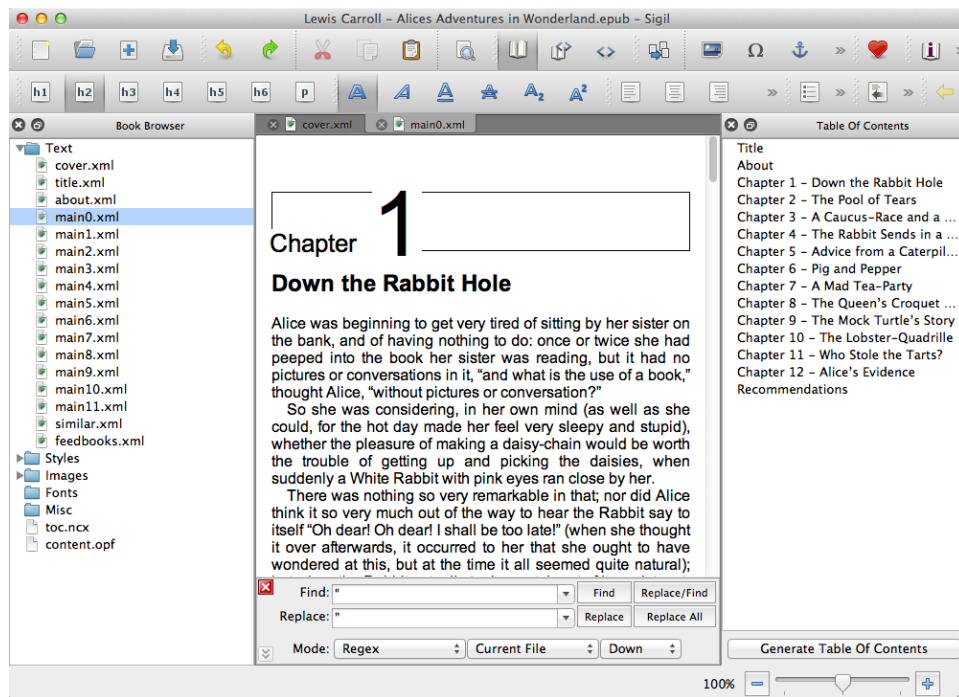 Lewis Carroll – Alices Adventures in Wonderland.epub – Sigil
h1 h2 h3 h4 h5 h6 P A A A A A₂ A²
Book Browser
Text
cover.xml
title.xml
about.xml
main0.xml
main1.xml
main2.xml
main3.xml
main4.xml
main5.xml
main6.xml
main7.xml
main8.xml
main9.xml
main10.xml
main11.xml
similar.xml
feedbooks.xml
Styles
Images
Fonts
Misc
toc.ncx
content.opf
cover.xml main0.xml
Chapter 1
Down the Rabbit Hole
Alice was beginning to get very tired of sitting by her sister on
the bank, and of having nothing to do: once or twice she had
peeped into the book her sister was reading, but it had no
pictures or conversations in it, “and what is the use of a book,”
thought Alice, “without pictures or conversation?”
So she was considering, in her own mind (as well as she
could, for the hot day made her feel very sleepy and stupid),
whether the pleasure of making a daisy-chain would be worth
the trouble of getting up and picking the daisies, when
suddenly a White Rabbit with pink eyes ran close by her.
There was nothing so very remarkable in that; nor did Alice
think it so very much out of the way to hear the Rabbit say to
itself “Oh dear! Oh dear! I shall be too late!” (when she thought
it over afterwards, it occurred to her that she ought to have
wondered at this, but at the time it all seemed quite natural);
Find: " Find Replace/Find
Replace: " Replace Replace All
Mode: Regex Current File Down
Table Of Contents
Title
About
Chapter 1 – Down the Rabbit Hole
Chapter 2 – The Pool of Tears
Chapter 3 – A Caucus–Race and a ...
Chapter 4 – The Rabbit Sends in a ...
Chapter 5 – Advice from a Caterpil...
Chapter 6 – Pig and Pepper
Chapter 7 – A Mad Tea–Party
Chapter 8 – The Queen’s Croquet ...
Chapter 9 – The Mock Turtle’s Story
Chapter 10 – The Lobster–Quadrille
Chapter 11 – Who Stole the Tarts?
Chapter 12 – Alice’s Evidence
Recommendations
Generate Table Of Contents
100%